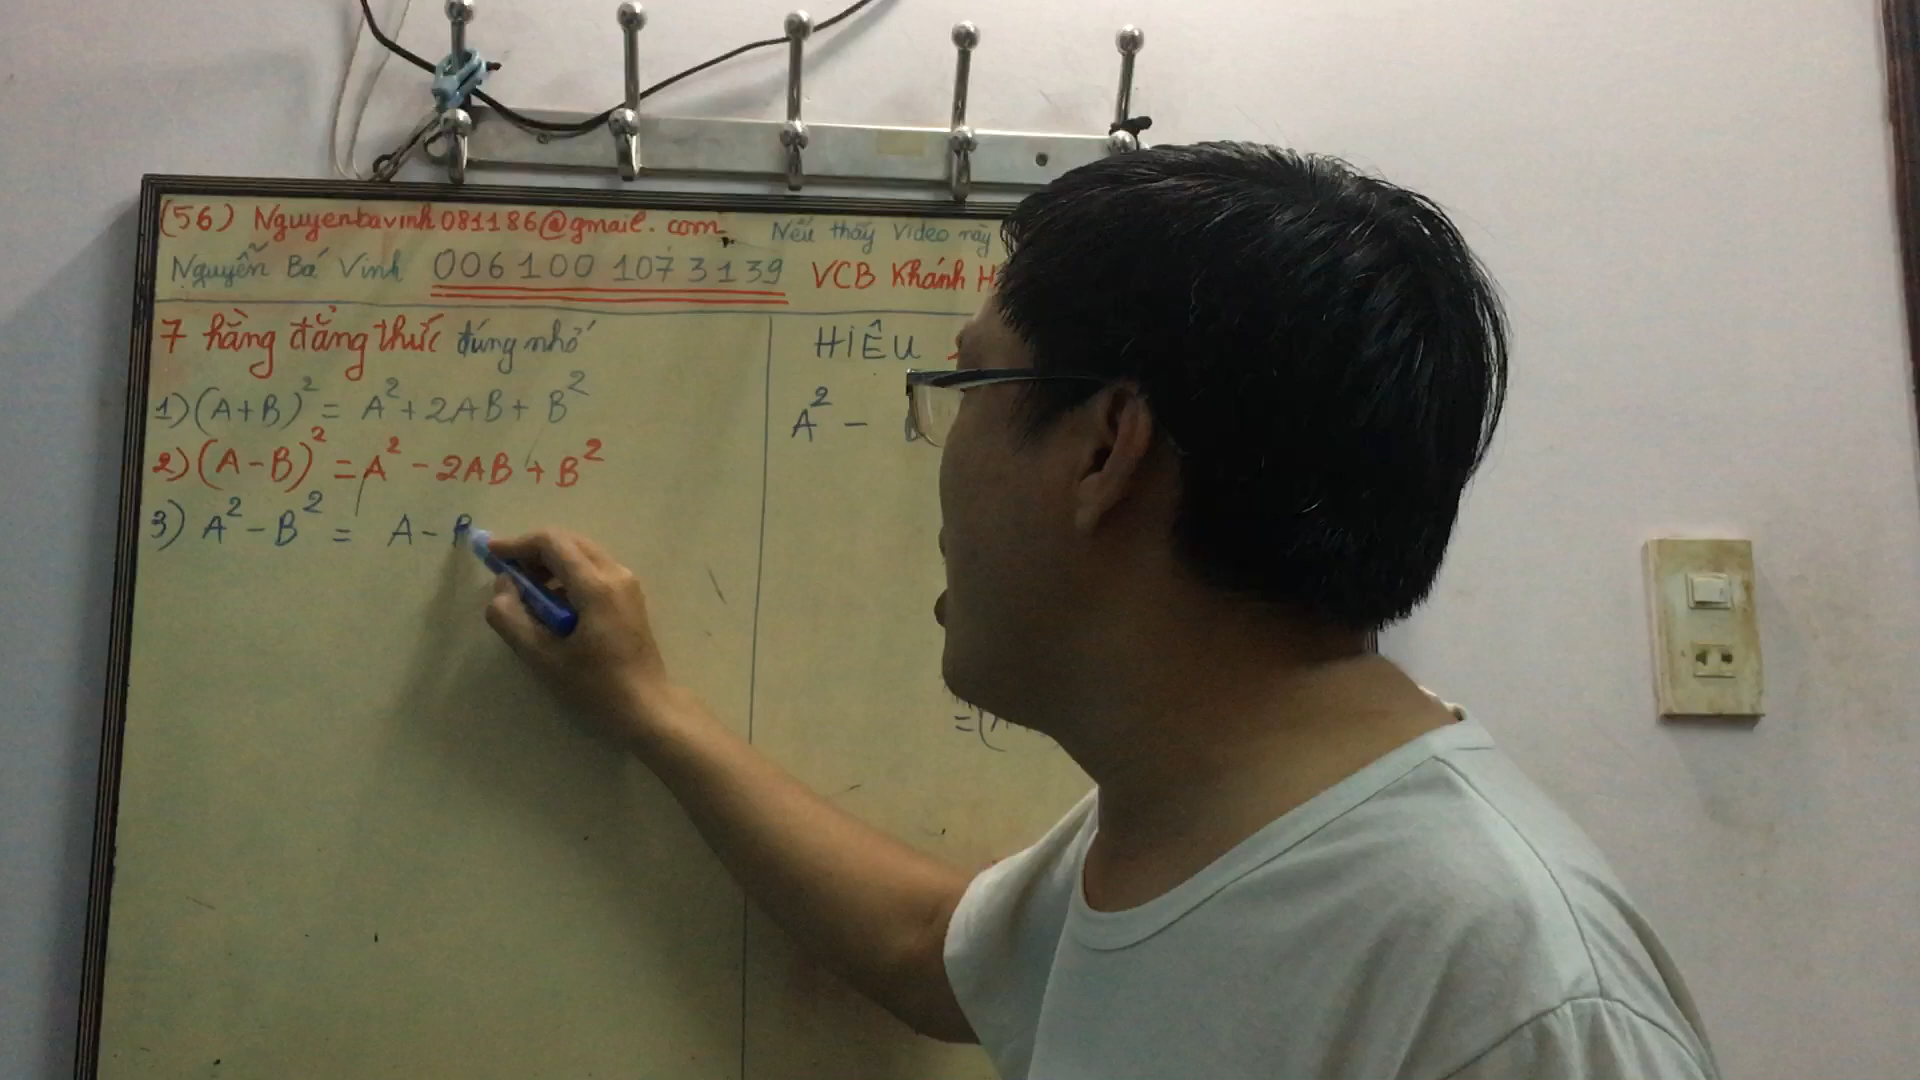 (56) Nguyenbavinh081186@gmail.com Nếu thấy Video này
Nguyễn Bá Vinh 006 100 107 3139 VCB Khánh H
7 hằng đẳng thức đúng nhớ
1) (A+B)² = A² + 2AB + B²
2) (A-B)² = A² - 2AB + B²
3) A² - B² = A - B
HIỆU
A² -
=(A